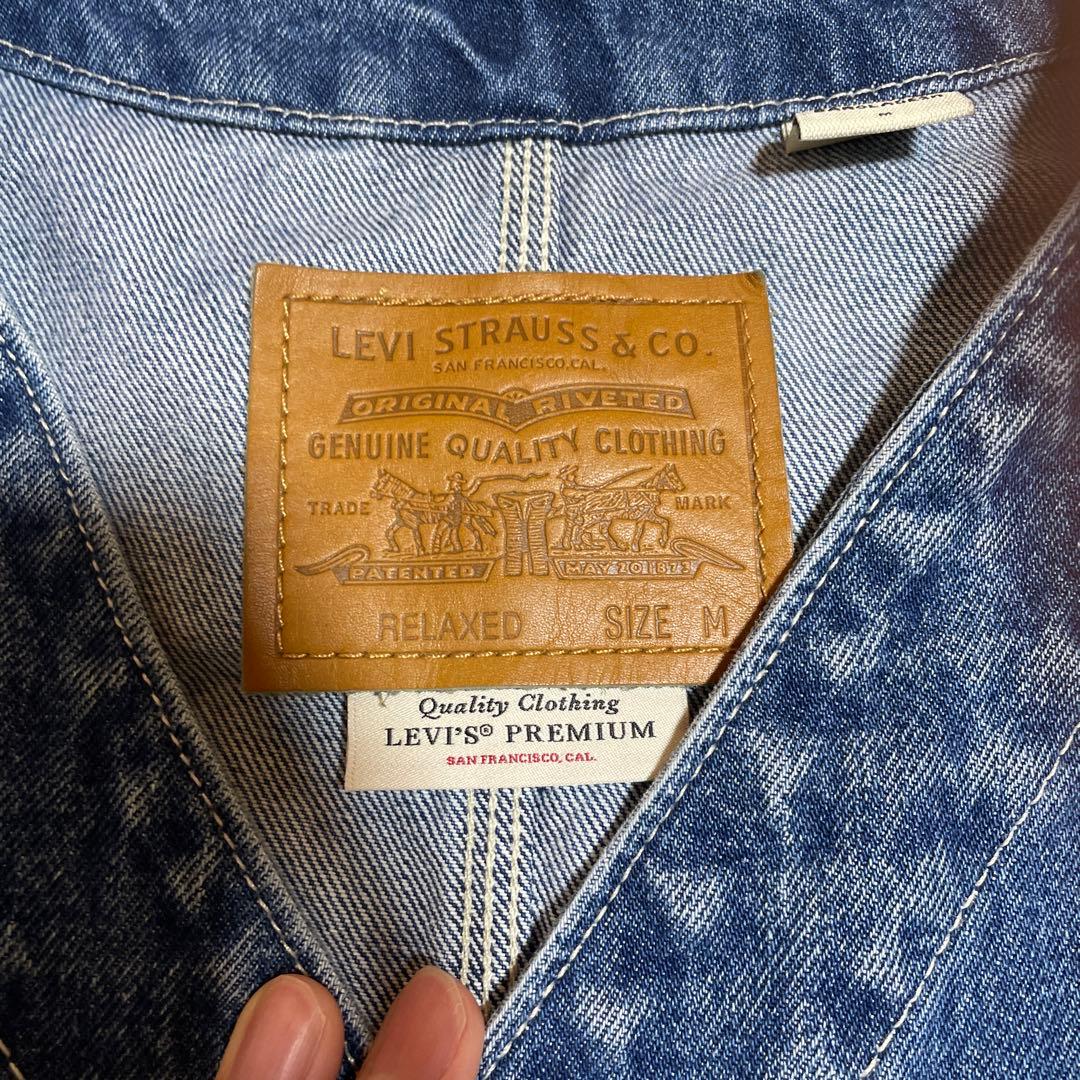 LEVI STRAUSS & CO.
SAN FRANCISCO, CAL.
ORIGINAL RIVETED
GENUINE QUALITY CLOTHING
TRADE MARK
PATENTED MAY 20 1873
RELAXED SIZE M
Quality Clothing
LEVI'S® PREMIUM
SAN FRANCISCO, CAL.